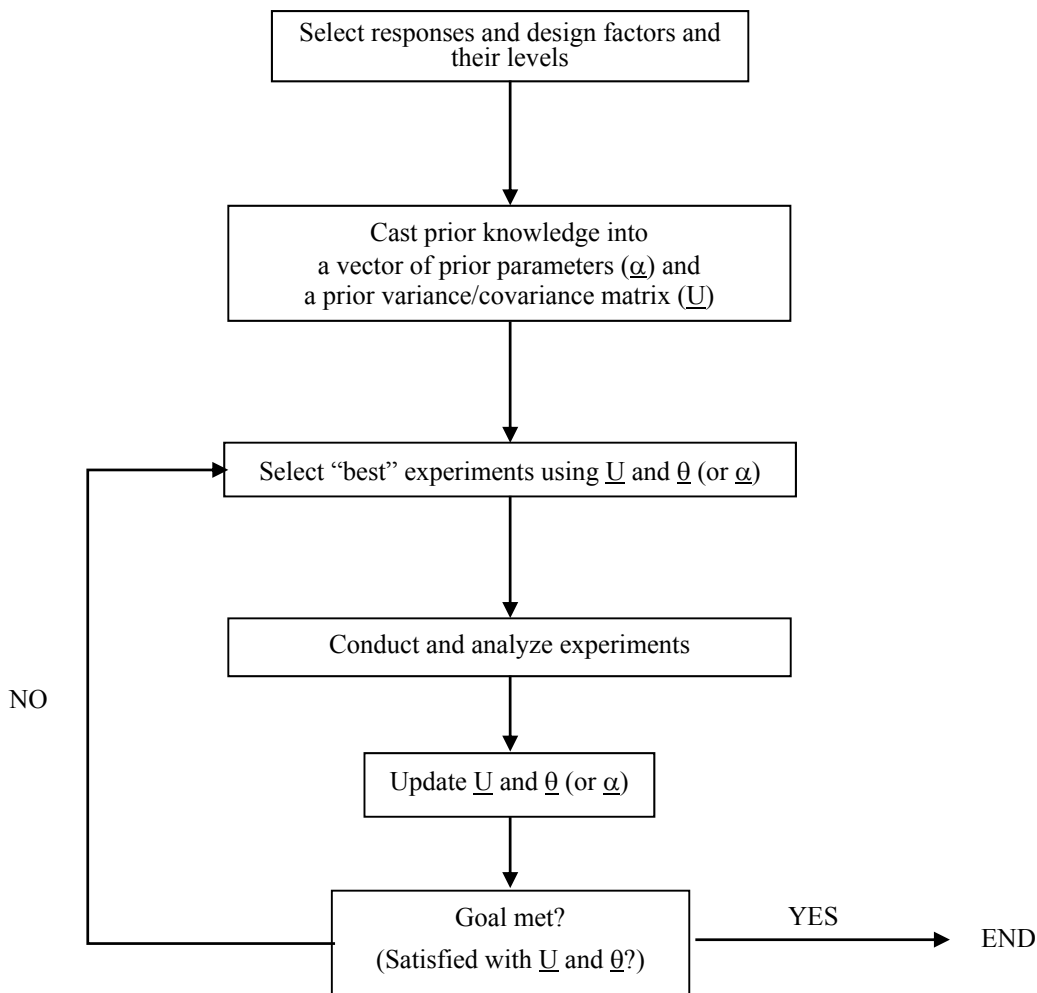 Select responses and design factors and
their levels
Cast prior knowledge into
a vector of prior parameters (α) and
a prior variance/covariance matrix (U)
Select “best” experiments using U and θ (or α)
Conduct and analyze experiments
NO
Update U and θ (or α)
Goal met?
(Satisfied with U and θ?)
YES
END